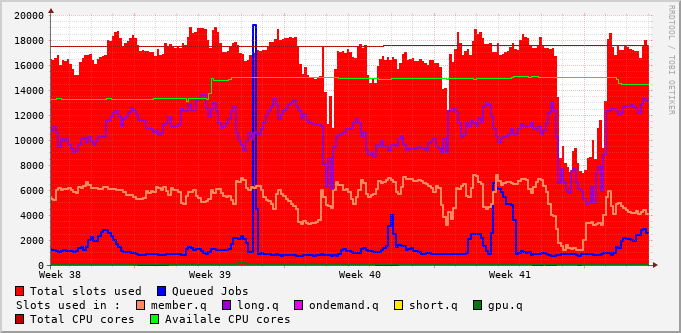 20000
18000
16000
14000
12000
10000
8000
6000
4000
2000
0
Week 38 Week 39 Week 40 Week 41
RRDTOOL / TOBI OETIKER
Total slots used Queued Jobs
Slots used in : member.q long.q ondemand.q short.q gpu.q
Total CPU cores Availale CPU cores